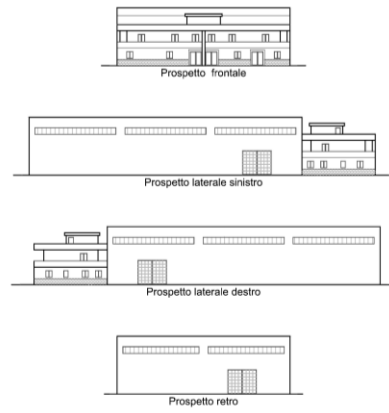 Prospetto frontale
Prospetto laterale sinistro
Prospetto laterale destro
Prospetto retro